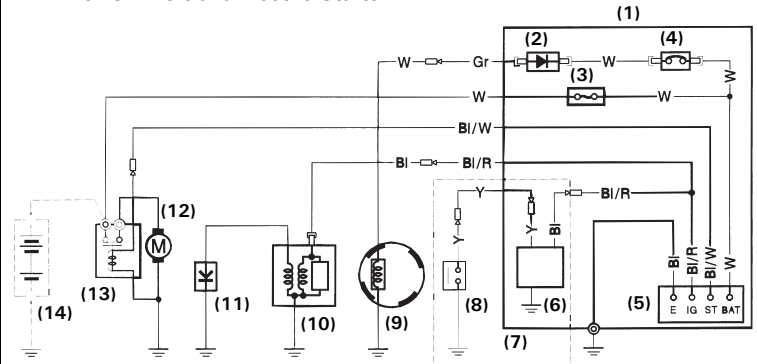 (1)
(2) (4)
W Gr W W
(3)
W W
Bl/W
Bl Bl/R
Y Bl/R
(12)
Y Y Bl
M
Bl Bl/R Bl/W W
(14) (13) (11) (10) (9) (8) (6) (5)
E IG ST BAT
(7)